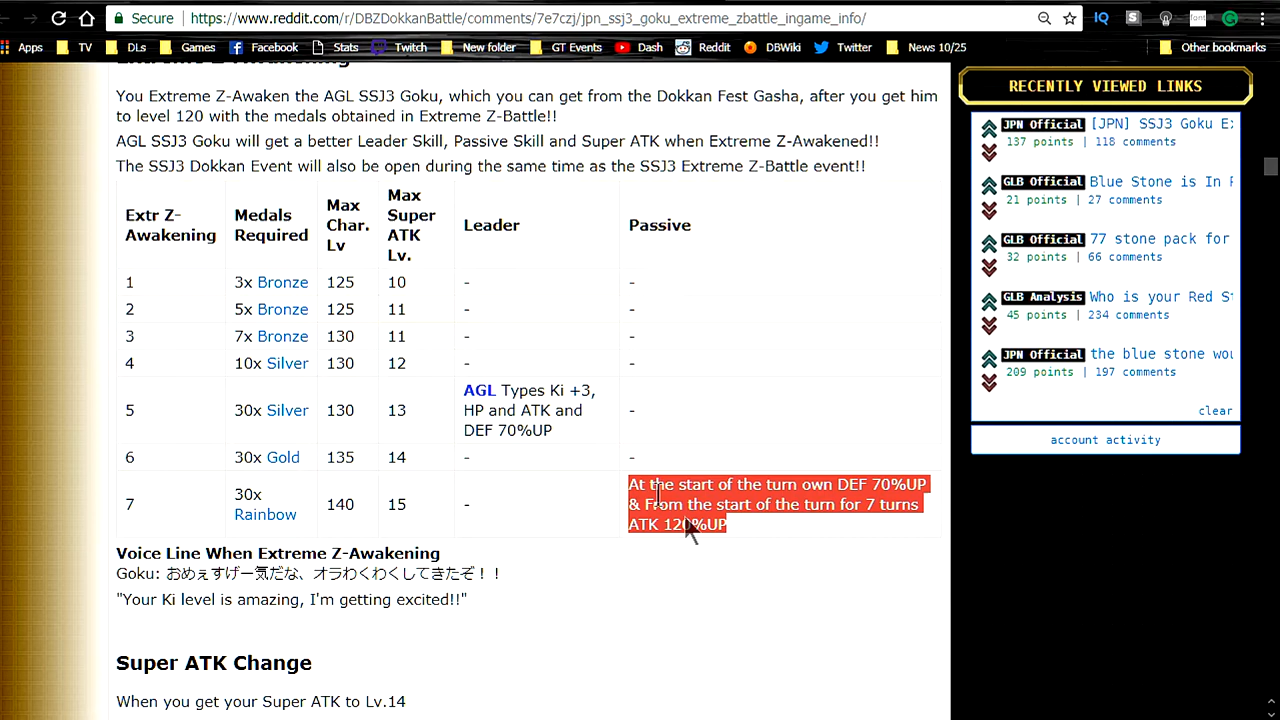 Secure | https://www.reddit.com/r/DBZDokkanBattle/comments/7e7czj/jpn_ssj3_goku_extreme_zbattle_ingame_info/
Apps TV DLs Games Facebook Stats Twitch New folder GT Events Dash Reddit DBWiki Twitter News 10/25 Other bookmarks
Extreme Z-Awakening
You Extreme Z-Awaken the AGL SSJ3 Goku, which you can get from the Dokkan Fest Gasha, after you get him
to level 120 with the medals obtained in Extreme Z-Battle!!
AGL SSJ3 Goku will get a better Leader Skill, Passive Skill and Super ATK when Extreme Z-Awakened!!
The SSJ3 Dokkan Event will also be open during the same time as the SSJ3 Extreme Z-Battle event!!
Extr Z-
Awakening
Medals
Required
Max
Char.
Lv
Max
Super
ATK
Lv.
Leader
Passive
1 3x Bronze 125 10 - -
2 5x Bronze 125 11 - -
3 7x Bronze 130 11 - -
4 10x Silver 130 12 - -
5 30x Silver 130 13
AGL Types Ki +3,
HP and ATK and
DEF 70%UP
-
6 30x Gold 135 14 - -
7
30x
Rainbow
140 15 -
At the start of the turn own DEF 70%UP
& From the start of the turn for 7 turns
ATK 120%UP
Voice Line When Extreme Z-Awakening
Goku: おめぇすげー気だな、オラわくわくしてきたぞ！！
"Your Ki level is amazing, I'm getting excited!!"
Super ATK Change
When you get your Super ATK to Lv.14
RECENTLY VIEWED LINKS
JPN Official [JPN] SSJ3 Goku Ex
137 points | 118 comments
GLB Official Blue Stone is In
21 points | 27 comments
GLB Official 77 stone pack for
32 points | 66 comments
GLB Analysis Who is your Red St
45 points | 234 comments
JPN Official the blue stone wou
209 points | 197 comments
clear
account activity